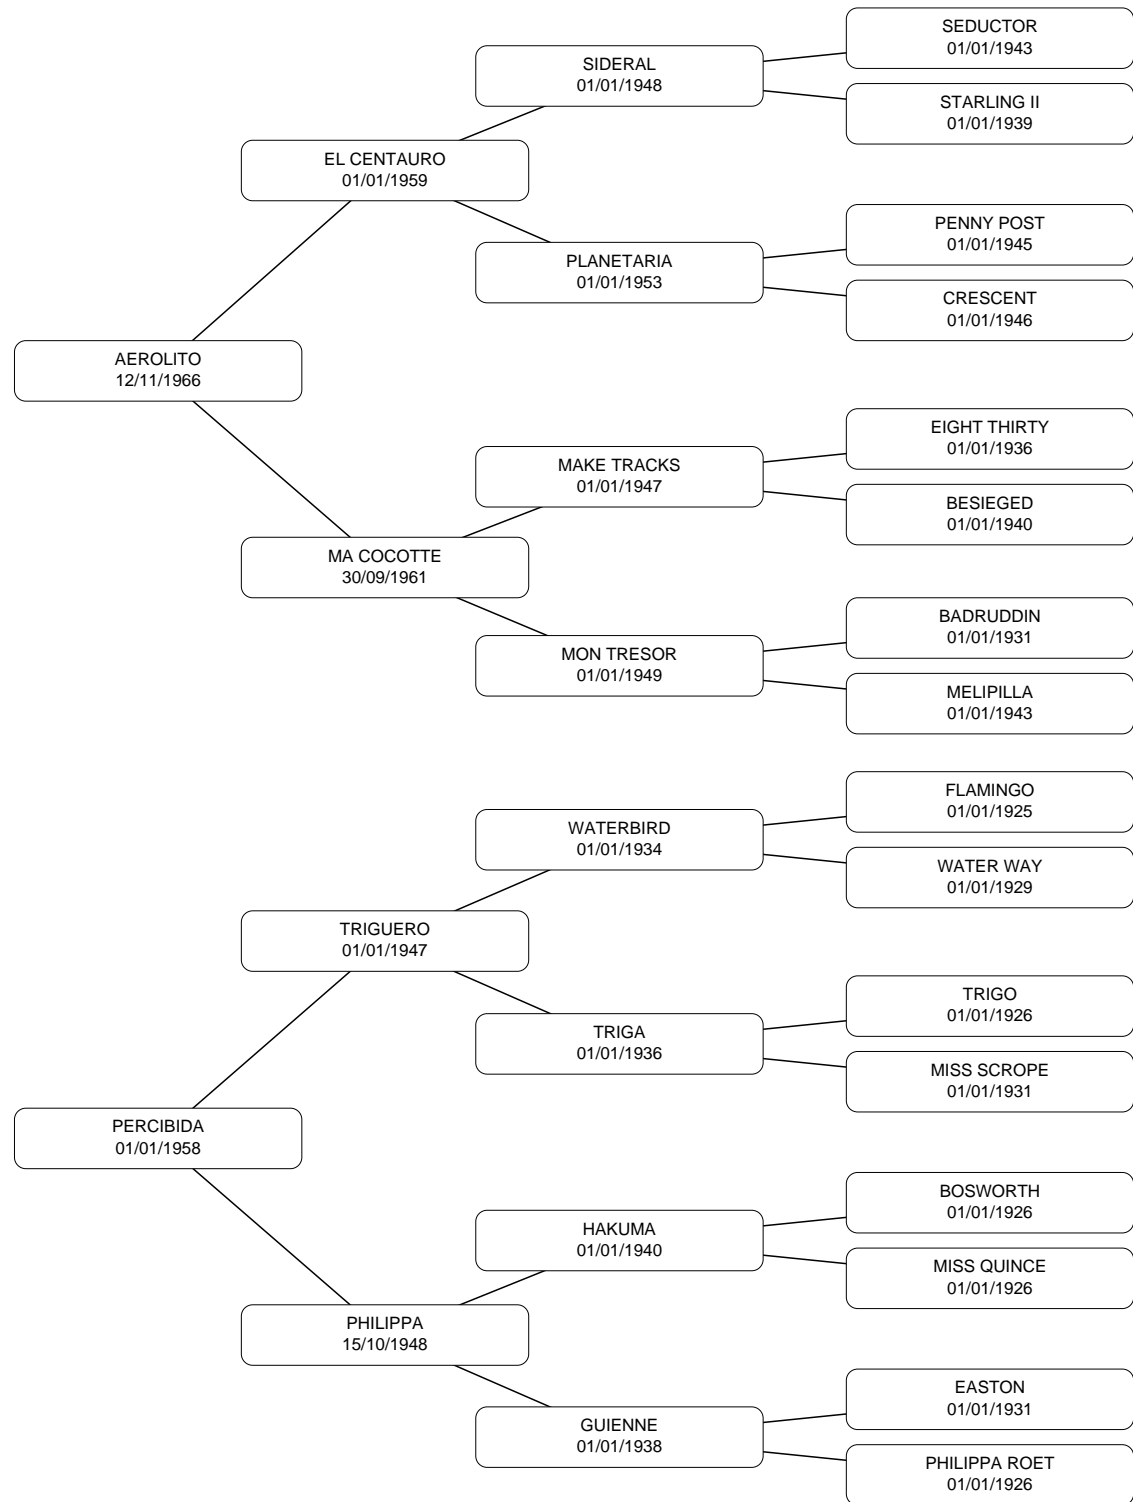 SEDUCTOR
01/01/1943
SIDERAL
01/01/1948
STARLING II
01/01/1939
EL CENTAURO
01/01/1959
PENNY POST
01/01/1945
PLANETARIA
01/01/1953
CRESCENT
01/01/1946
AEROLITO
12/11/1966
EIGHT THIRTY
01/01/1936
MAKE TRACKS
01/01/1947
BESIEGED
01/01/1940
MA COCOTTE
30/09/1961
BADRUDDIN
01/01/1931
MON TRESOR
01/01/1949
MELIPILLA
01/01/1943
FLAMINGO
01/01/1925
WATERBIRD
01/01/1934
WATER WAY
01/01/1929
TRIGUERO
01/01/1947
TRIGO
01/01/1926
TRIGA
01/01/1936
MISS SCROPE
01/01/1931
PERCIBIDA
01/01/1958
BOSWORTH
01/01/1926
HAKUMA
01/01/1940
MISS QUINCE
01/01/1926
PHILIPPA
15/10/1948
EASTON
01/01/1931
GUIENNE
01/01/1938
PHILIPPA ROET
01/01/1926